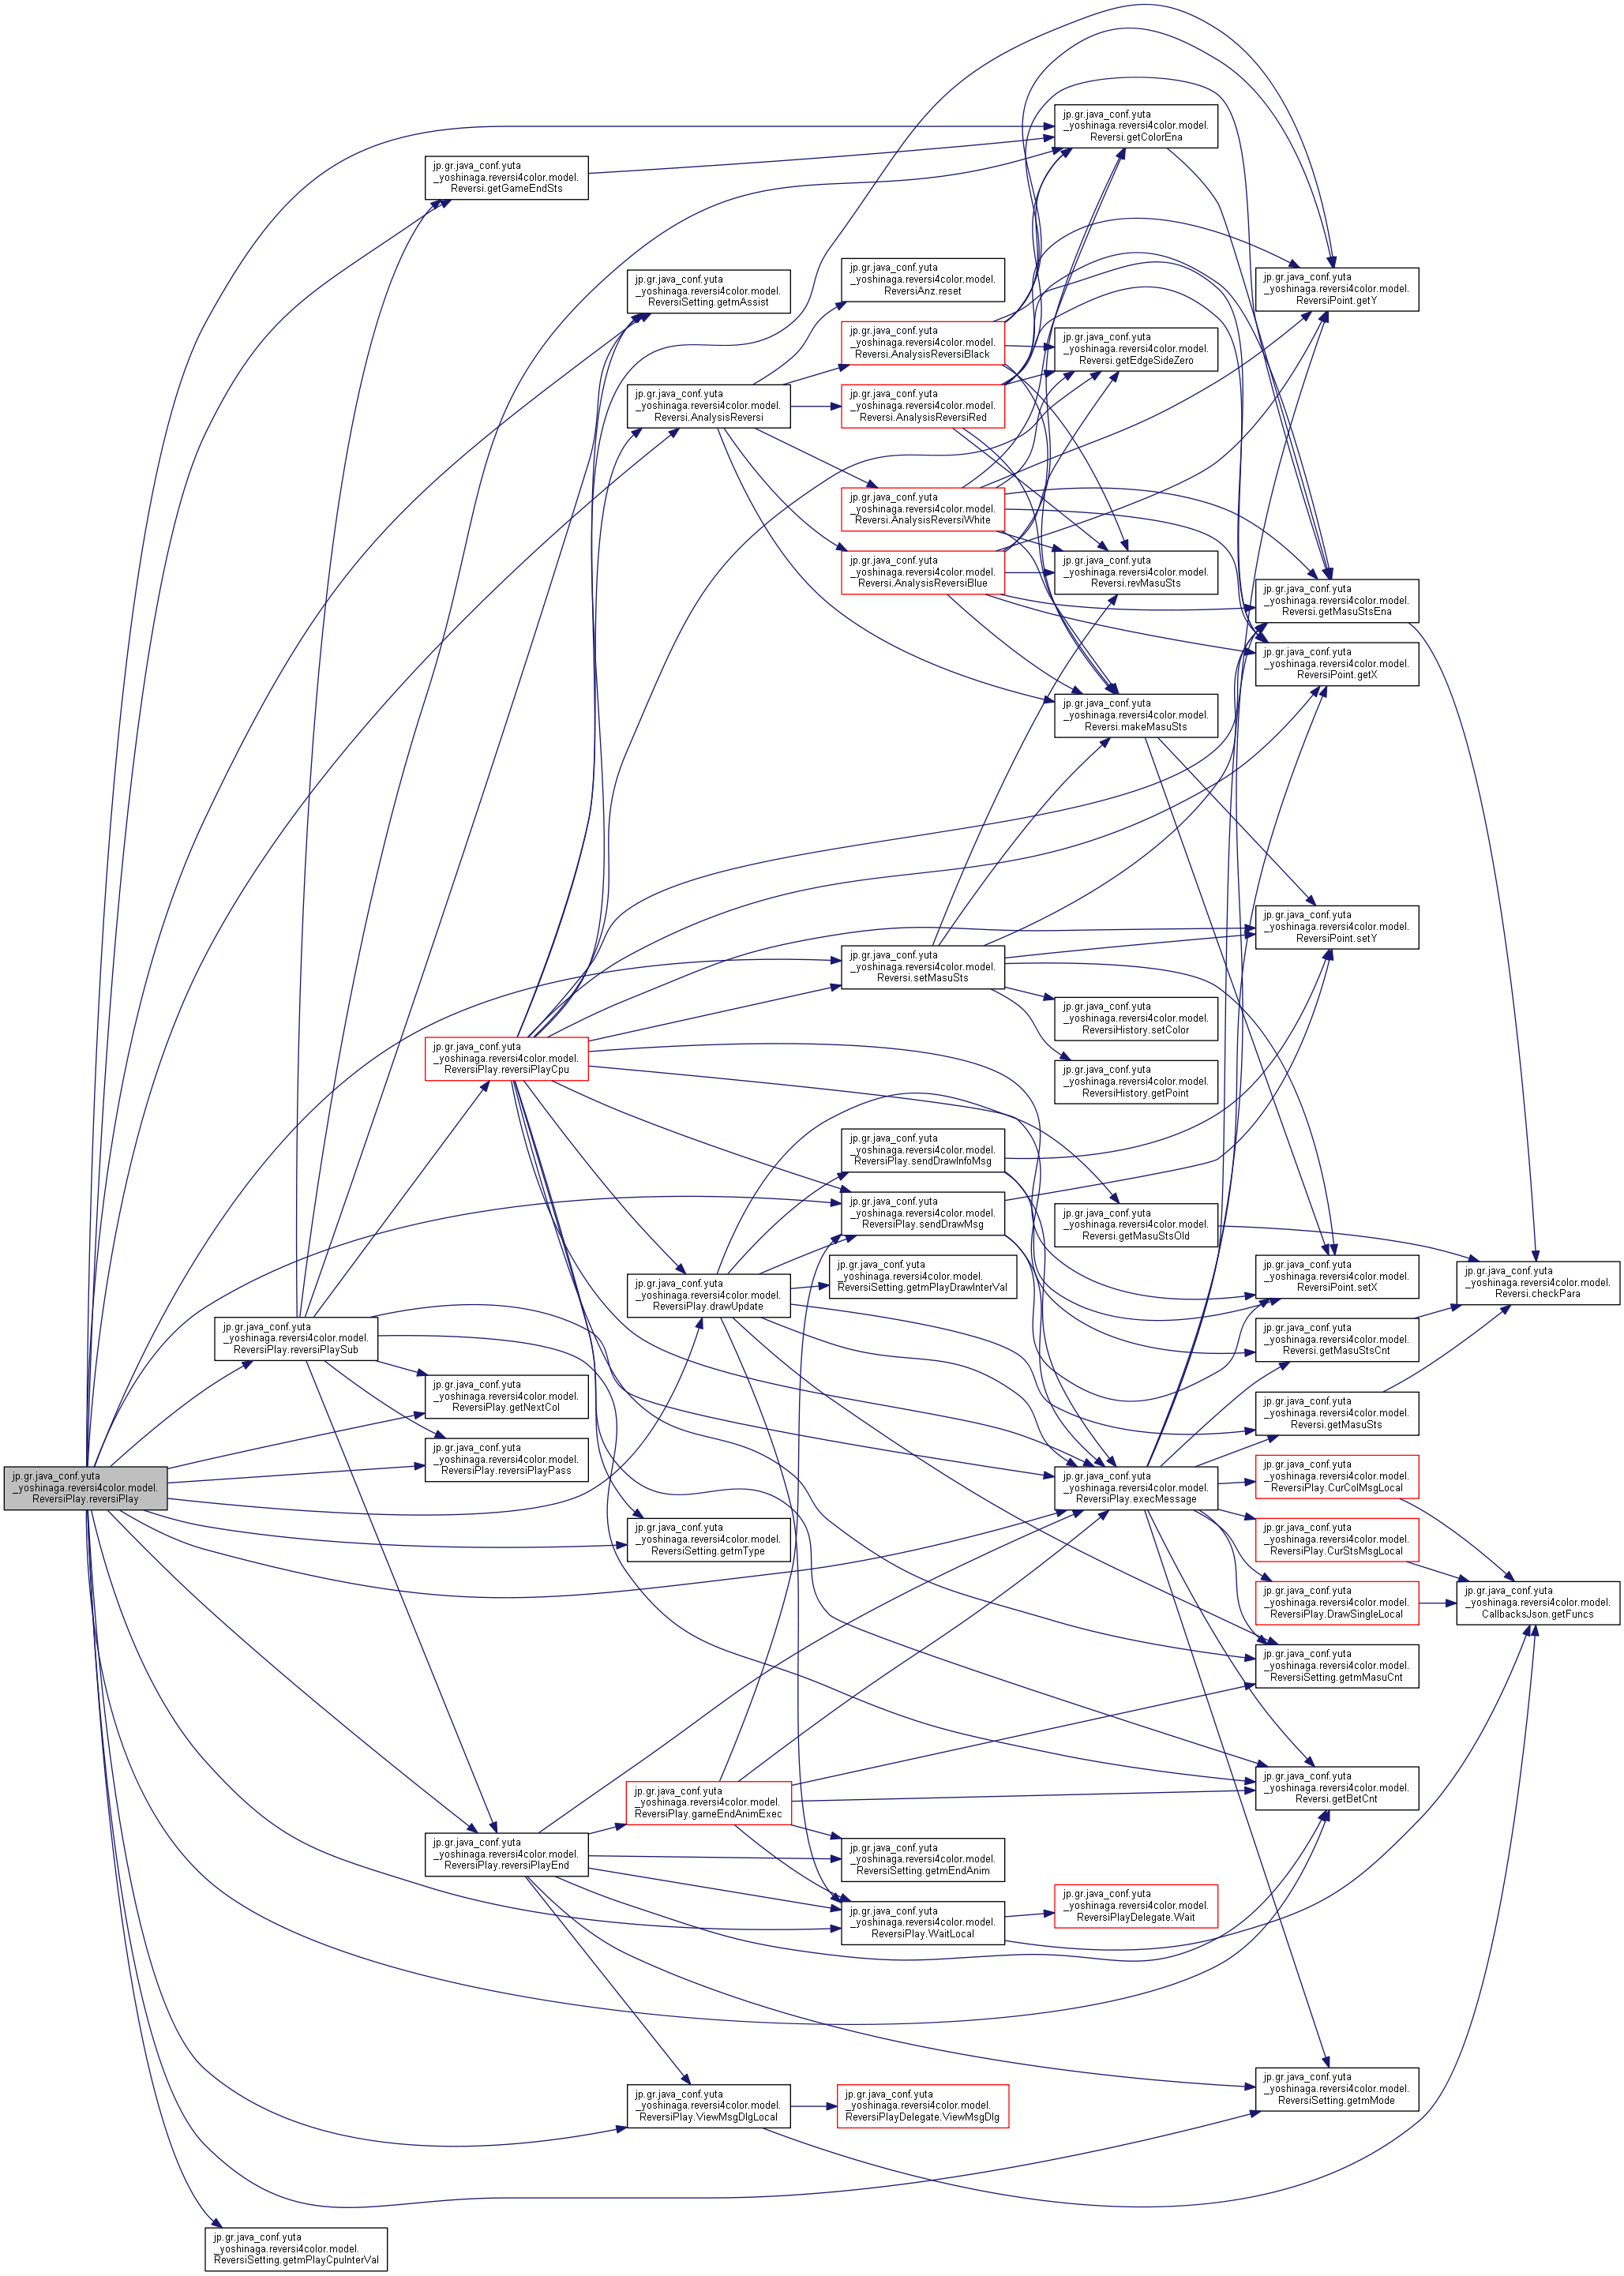 jp.gr.java_conf.yuta
_yoshinaga.reversi4color.model.
Reversi.getColorEna
jp.gr.java_conf.yuta
_yoshinaga.reversi4color.model.
Reversi.getGameEndSts
jp.gr.java_conf.yuta
_yoshinaga.reversi4color.model.
ReversiSetting.getmAssist
jp.gr.java_conf.yuta
_yoshinaga.reversi4color.model.
ReversiAnz.reset
jp.gr.java_conf.yuta
_yoshinaga.reversi4color.model.
ReversiPoint.getY
jp.gr.java_conf.yuta
_yoshinaga.reversi4color.model.
Reversi.AnalysisReversiBlack
jp.gr.java_conf.yuta
_yoshinaga.reversi4color.model.
Reversi.getEdgeSideZero
jp.gr.java_conf.yuta
_yoshinaga.reversi4color.model.
Reversi.AnalysisReversi
jp.gr.java_conf.yuta
_yoshinaga.reversi4color.model.
Reversi.AnalysisReversiRed
jp.gr.java_conf.yuta
_yoshinaga.reversi4color.model.
Reversi.AnalysisReversiWhite
jp.gr.java_conf.yuta
_yoshinaga.reversi4color.model.
Reversi.AnalysisReversiBlue
jp.gr.java_conf.yuta
_yoshinaga.reversi4color.model.
Reversi.revMasuSts
jp.gr.java_conf.yuta
_yoshinaga.reversi4color.model.
Reversi.getMasuStsEna
jp.gr.java_conf.yuta
_yoshinaga.reversi4color.model.
ReversiPoint.getX
jp.gr.java_conf.yuta
_yoshinaga.reversi4color.model.
Reversi.makeMasuSts
jp.gr.java_conf.yuta
_yoshinaga.reversi4color.model.
ReversiPoint.setY
jp.gr.java_conf.yuta
_yoshinaga.reversi4color.model.
Reversi.setMasuSts
jp.gr.java_conf.yuta
_yoshinaga.reversi4color.model.
ReversiHistory.setColor
jp.gr.java_conf.yuta
_yoshinaga.reversi4color.model.
ReversiPlay.reversiPlayCpu
jp.gr.java_conf.yuta
_yoshinaga.reversi4color.model.
ReversiHistory.getPoint
jp.gr.java_conf.yuta
_yoshinaga.reversi4color.model.
ReversiPlay.sendDrawInfoMsg
jp.gr.java_conf.yuta
_yoshinaga.reversi4color.model.
ReversiPlay.sendDrawMsg
jp.gr.java_conf.yuta
_yoshinaga.reversi4color.model.
Reversi.getMasuStsOld
jp.gr.java_conf.yuta
_yoshinaga.reversi4color.model.
ReversiSetting.getmPlayDrawInterVal
jp.gr.java_conf.yuta
_yoshinaga.reversi4color.model.
ReversiPoint.setX
jp.gr.java_conf.yuta
_yoshinaga.reversi4color.model.
Reversi.checkPara
jp.gr.java_conf.yuta
_yoshinaga.reversi4color.model.
ReversiPlay.drawUpdate
jp.gr.java_conf.yuta
_yoshinaga.reversi4color.model.
ReversiPlay.reversiPlaySub
jp.gr.java_conf.yuta
_yoshinaga.reversi4color.model.
Reversi.getMasuStsCnt
jp.gr.java_conf.yuta
_yoshinaga.reversi4color.model.
ReversiPlay.getNextCol
jp.gr.java_conf.yuta
_yoshinaga.reversi4color.model.
Reversi.getMasuSts
jp.gr.java_conf.yuta
_yoshinaga.reversi4color.model.
ReversiPlay.reversiPlayPass
jp.gr.java_conf.yuta
_yoshinaga.reversi4color.model.
ReversiPlay.reversiPlay
jp.gr.java_conf.yuta
_yoshinaga.reversi4color.model.
ReversiPlay.execMessage
jp.gr.java_conf.yuta
_yoshinaga.reversi4color.model.
ReversiPlay.CurColMsgLocal
jp.gr.java_conf.yuta
_yoshinaga.reversi4color.model.
ReversiSetting.getmType
jp.gr.java_conf.yuta
_yoshinaga.reversi4color.model.
ReversiPlay.CurStsMsgLocal
jp.gr.java_conf.yuta
_yoshinaga.reversi4color.model.
ReversiPlay.DrawSingleLocal
jp.gr.java_conf.yuta
_yoshinaga.reversi4color.model.
CallbacksJson.getFuncs
jp.gr.java_conf.yuta
_yoshinaga.reversi4color.model.
ReversiSetting.getmMasuCnt
jp.gr.java_conf.yuta
_yoshinaga.reversi4color.model.
Reversi.getBetCnt
jp.gr.java_conf.yuta
_yoshinaga.reversi4color.model.
ReversiPlay.gameEndAnimExec
jp.gr.java_conf.yuta
_yoshinaga.reversi4color.model.
ReversiPlay.reversiPlayEnd
jp.gr.java_conf.yuta
_yoshinaga.reversi4color.model.
ReversiSetting.getmEndAnim
jp.gr.java_conf.yuta
_yoshinaga.reversi4color.model.
ReversiPlay.WaitLocal
jp.gr.java_conf.yuta
_yoshinaga.reversi4color.model.
ReversiPlayDelegate.Wait
jp.gr.java_conf.yuta
_yoshinaga.reversi4color.model.
ReversiSetting.getmMode
jp.gr.java_conf.yuta
_yoshinaga.reversi4color.model.
ReversiPlay.ViewMsgDlgLocal
jp.gr.java_conf.yuta
_yoshinaga.reversi4color.model.
ReversiPlayDelegate.ViewMsgDlg
jp.gr.java_conf.yuta
_yoshinaga.reversi4color.model.
ReversiSetting.getmPlayCpuInterVal